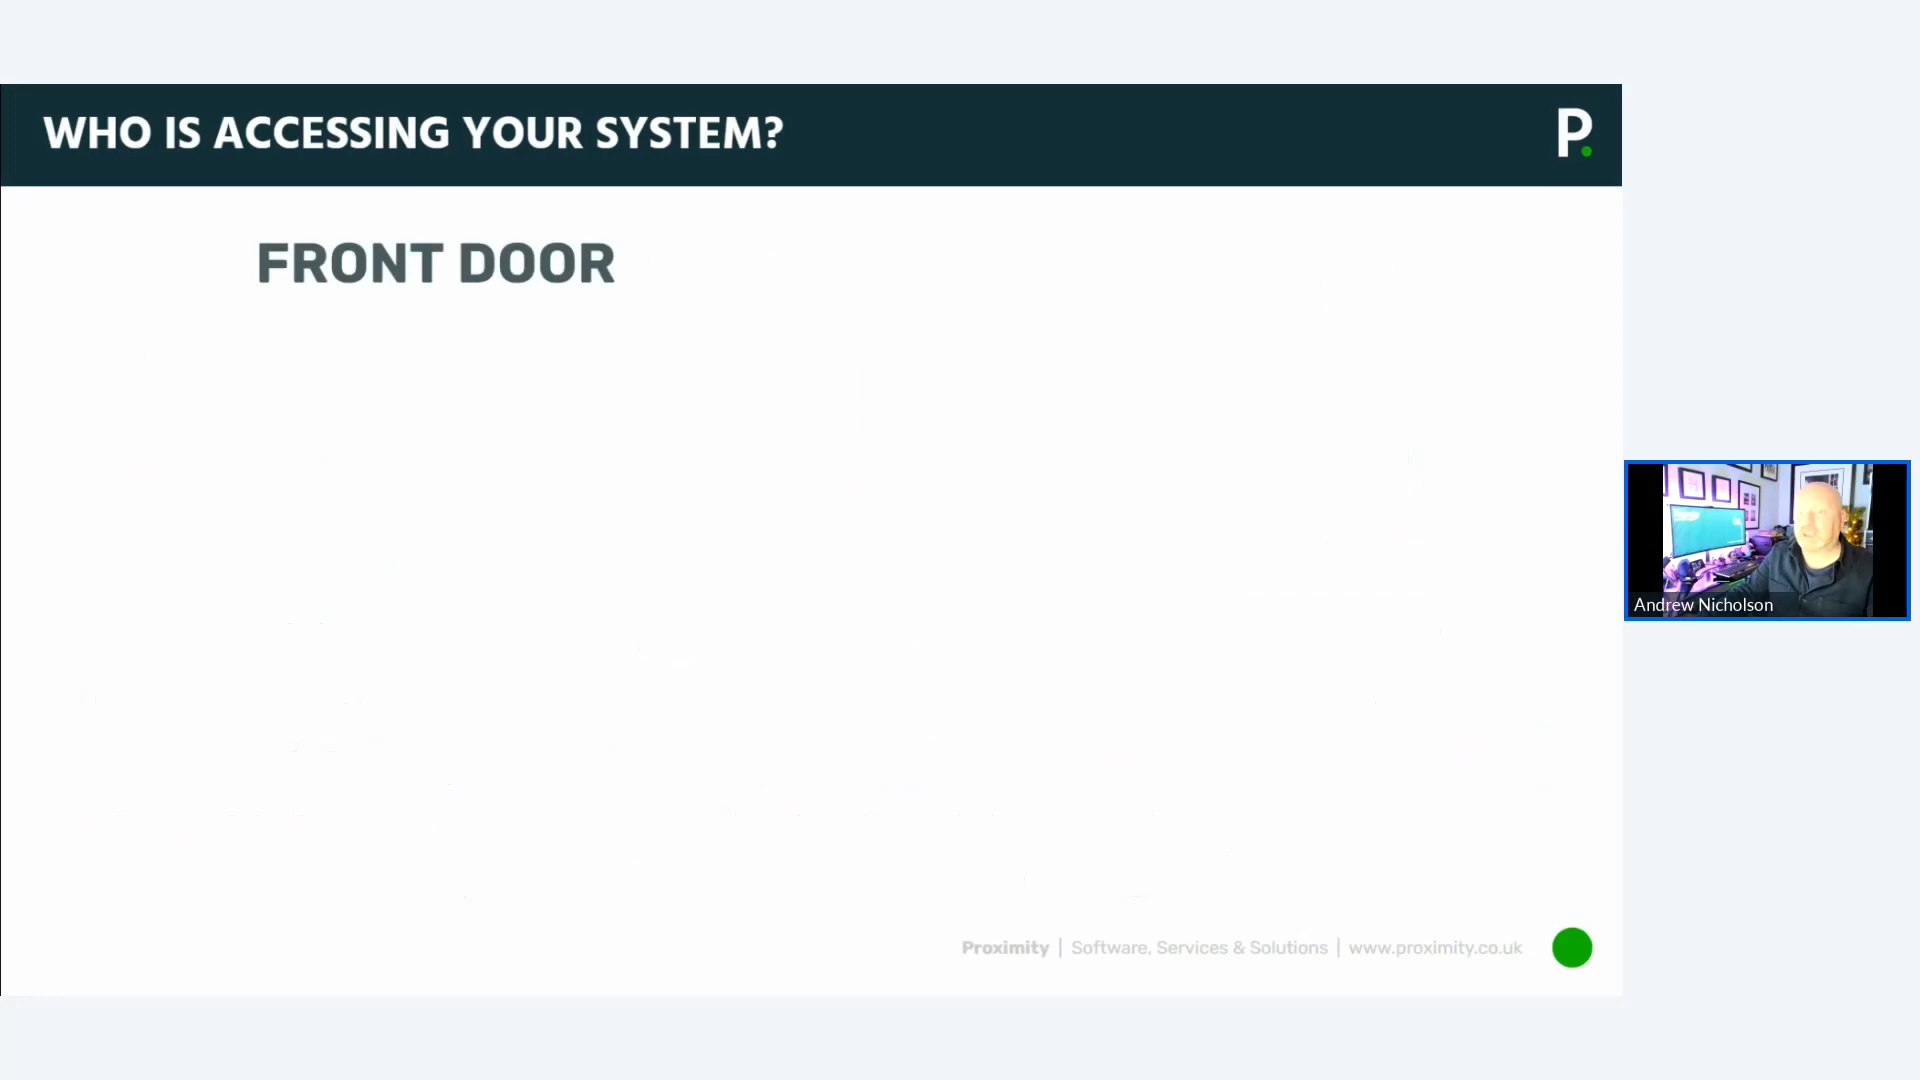 WHO IS ACCESSING YOUR SYSTEM?
P.
FRONT DOOR
Andrew Nicholson
Proximity | Software, Services & Solutions | www.proximity.co.uk